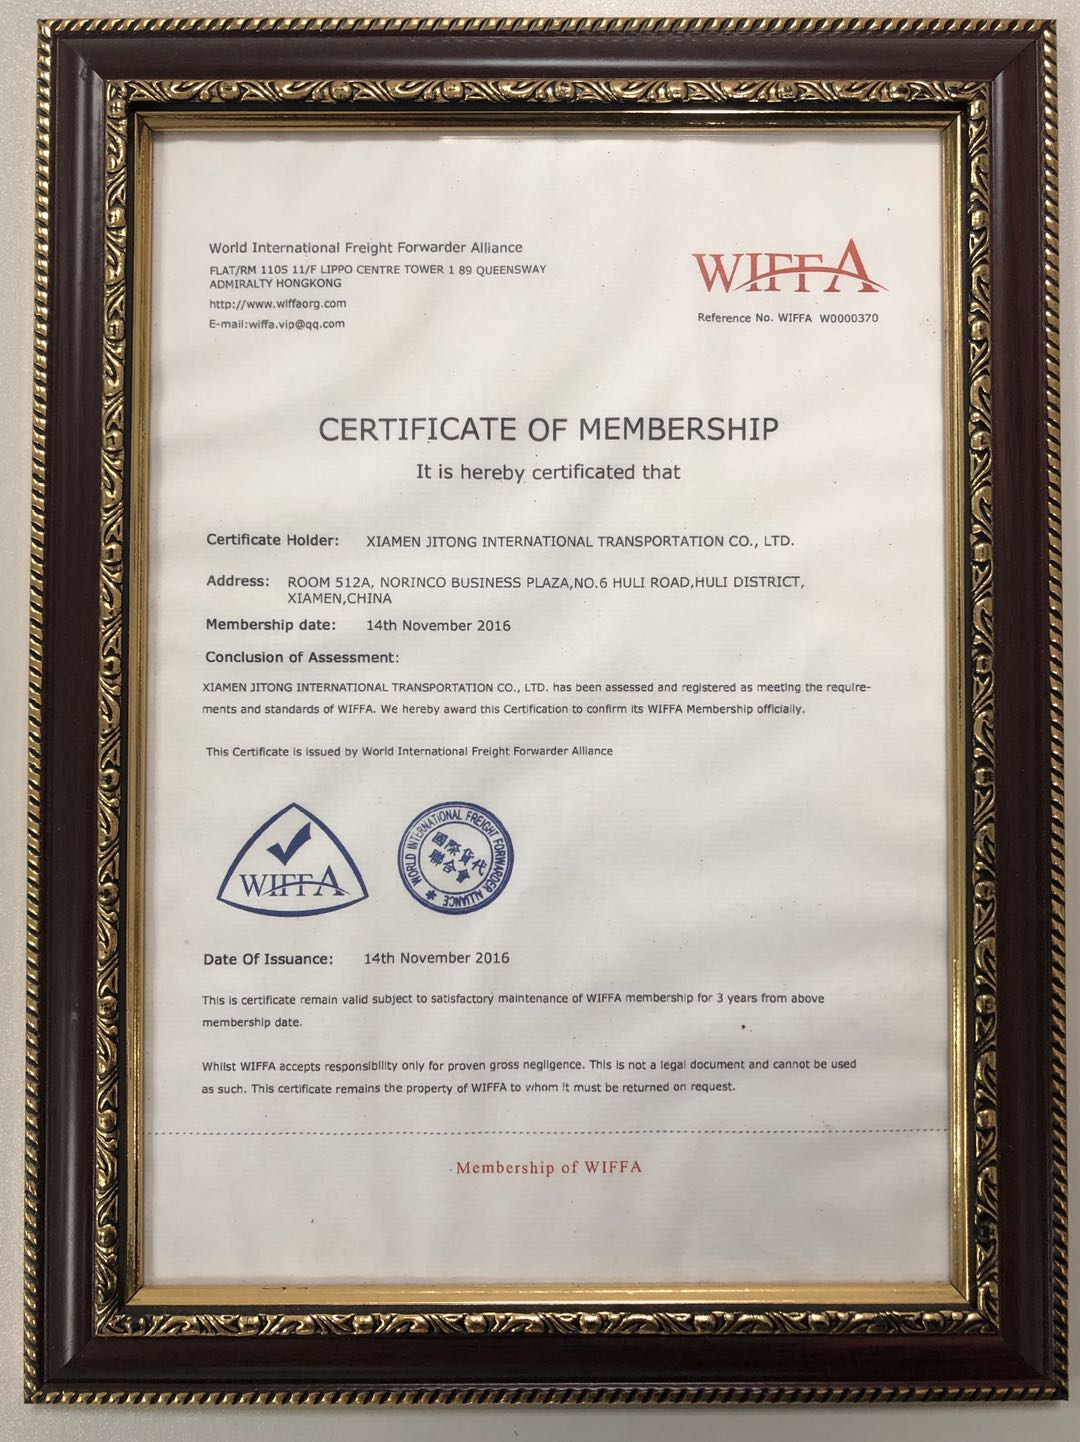 World International Freight Forwarder Alliance
FLAT/RM 1105 11/F LIPPO CENTRE TOWER 1 89 QUEENSWAY
ADMIRALTY HONGKONG
http://www.wiffaorg.com
E-mail:wiffa.vip@qq.com
WIFFA
Reference No. WIFFA W0000370
CERTIFICATE OF MEMBERSHIP
It is hereby certificated that
Certificate Holder: XIAMEN JITONG INTERNATIONAL TRANSPORTATION CO., LTD.
Address: ROOM 512A, NORINCO BUSINESS PLAZA,NO.6 HULI ROAD,HULI DISTRICT,
XIAMEN,CHINA
Membership date: 14th November 2016
Conclusion of Assessment:
XIAMEN JITONG INTERNATIONAL TRANSPORTATION CO., LTD. has been assessed and registered as meeting the require-
ments and standards of WIFFA. We hereby award this Certification to confirm its WIFFA Membership officially.
This Certificate is issued by World International Freight Forwarder Alliance
WIFFA
WORLD INTERNATIONAL FREIGHT FORWARDER ALLIANCE
國際貨代
聯合會
Date Of Issuance: 14th November 2016
This is certificate remain valid subject to satisfactory maintenance of WIFFA membership for 3 years from above
membership date.
Whilst WIFFA accepts responsibility only for proven gross negligence. This is not a legal document and cannot be used
as such. This certificate remains the property of WIFFA to whom it must be returned on request.
Membership of WIFFA